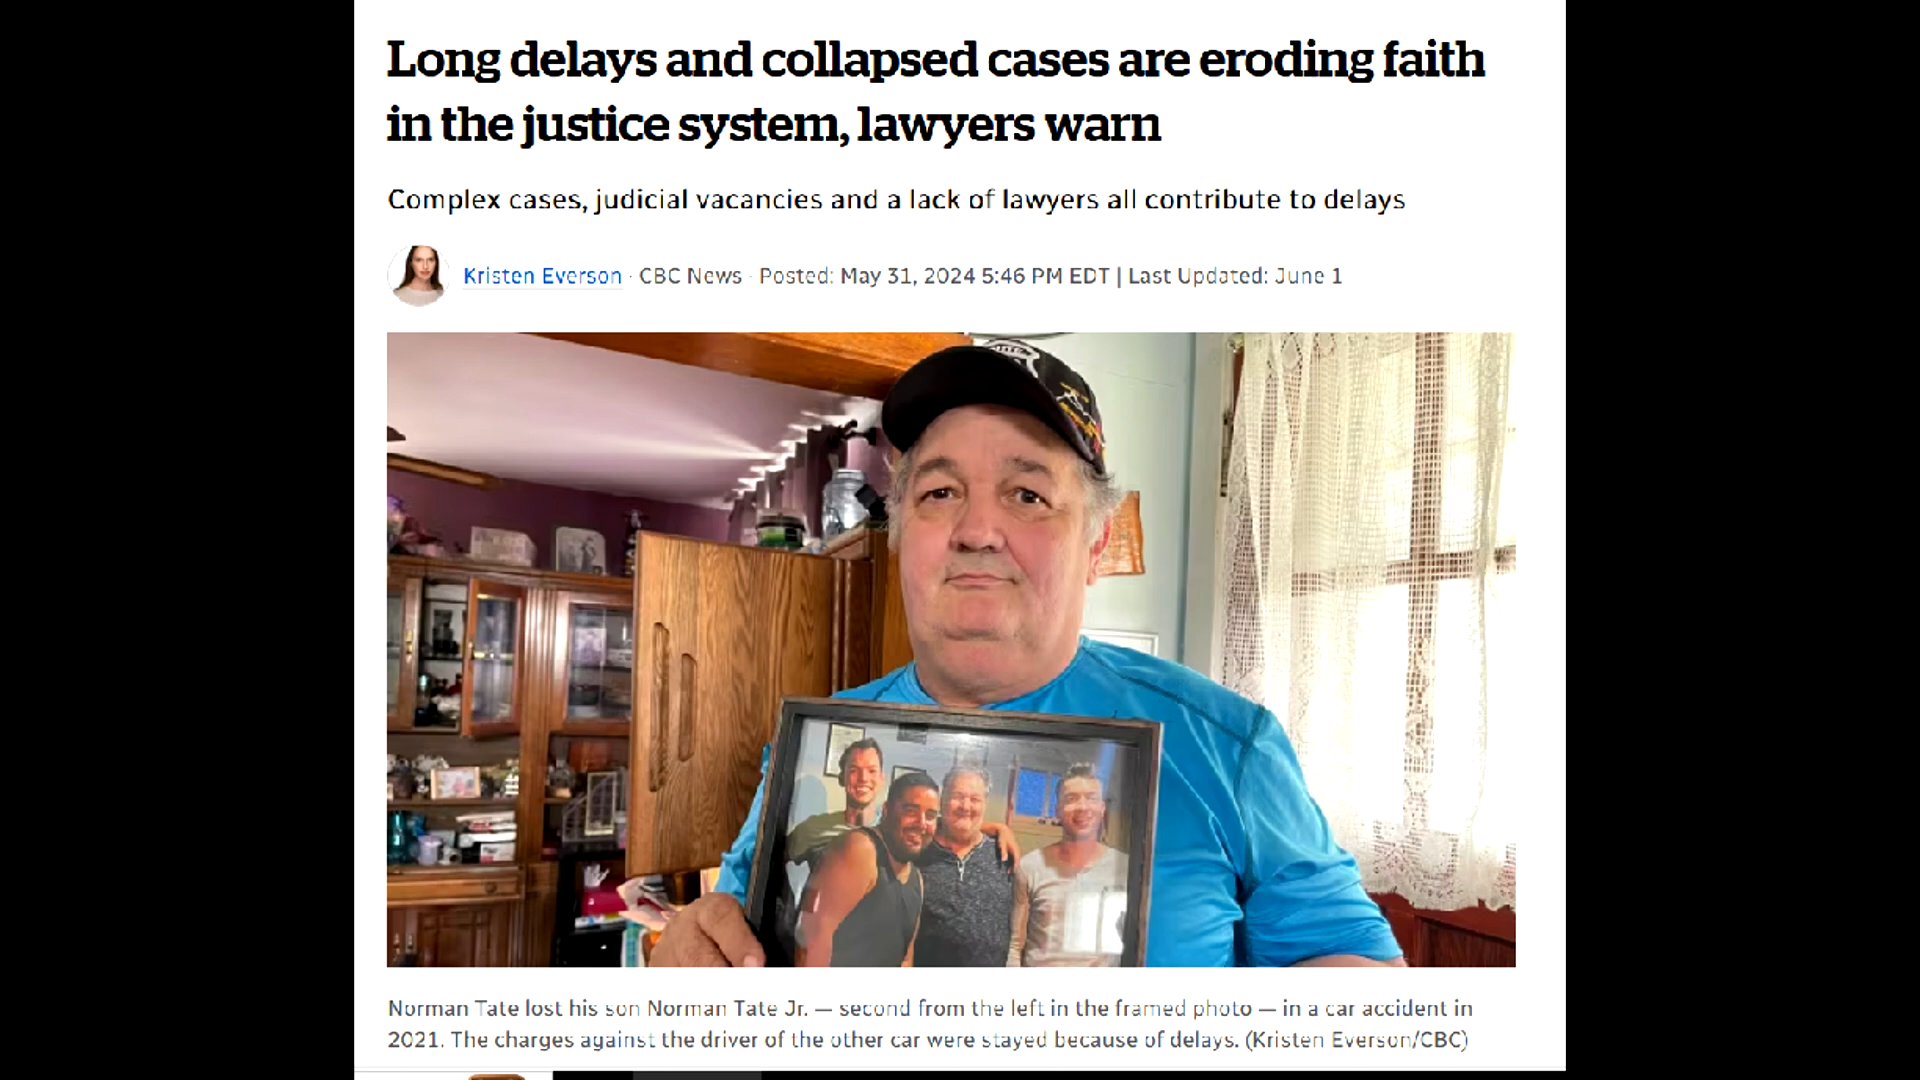 Long delays and collapsed cases are eroding faith
in the justice system, lawyers warn
Complex cases, judicial vacancies and a lack of lawyers all contribute to delays
Kristen Everson · CBC News · Posted: May 31, 2024 5:46 PM EDT | Last Updated: June 1
Norman Tate lost his son Norman Tate Jr. — second from the left in the framed photo — in a car accident in
2021. The charges against the driver of the other car were stayed because of delays. (Kristen Everson/CBC)